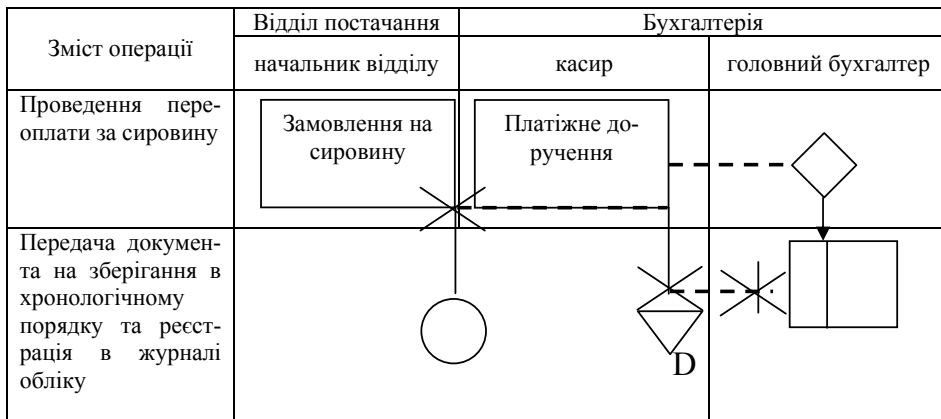 Зміст операції
Відділ постачання
Бухгалтерія
начальник відділу
касир
головний бухгалтер
Проведення пере-
оплати за сировину
Замовлення на
сировину
Платіжне до-
ручення
Передача докумен-
та на зберігання в
хронологічному
порядку та реєст-
рація в журналі
обліку
D